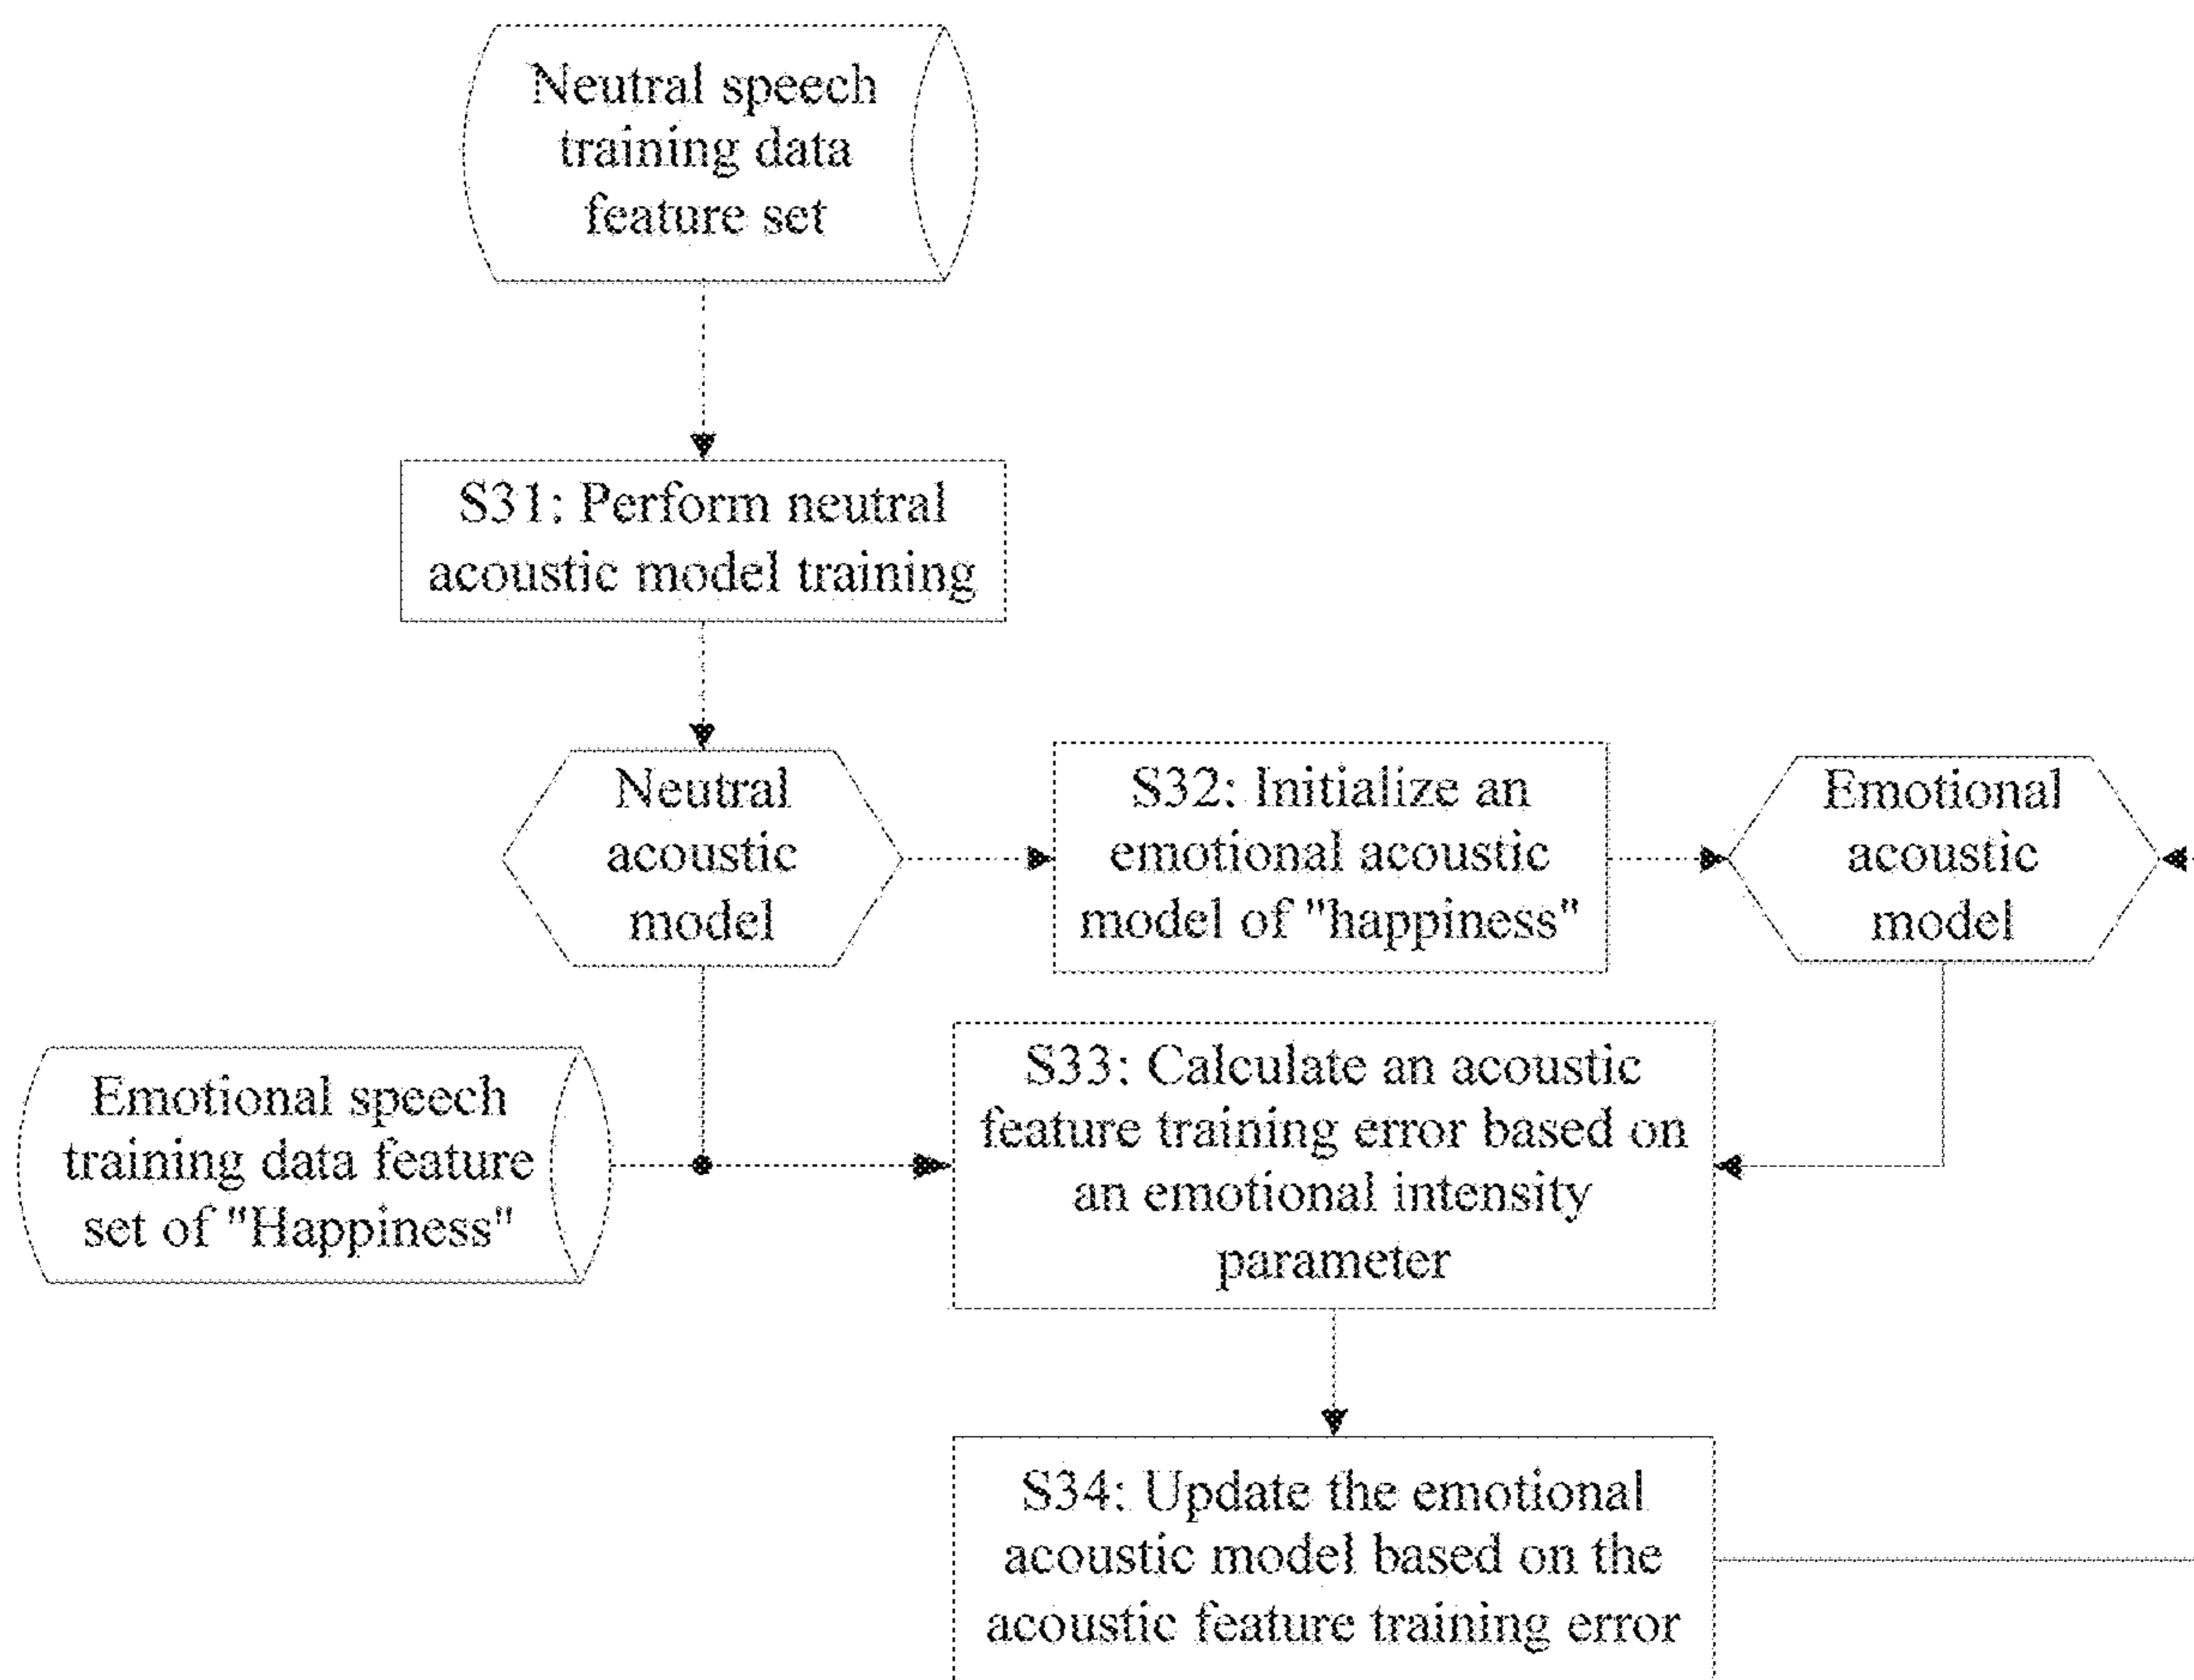 Neutral speech
training data
feature set
S31: Perform neutral
acoustic model training
Neutral
acoustic
model
S32: Initialize an
emotional acoustic
model of "happiness"
Emotional
acoustic
model
Emotional speech
training data feature
set of "Happiness"
S33: Calculate an acoustic
feature training error based on
an emotional intensity
parameter
S34: Update the emotional
acoustic model based on the
acoustic feature training error